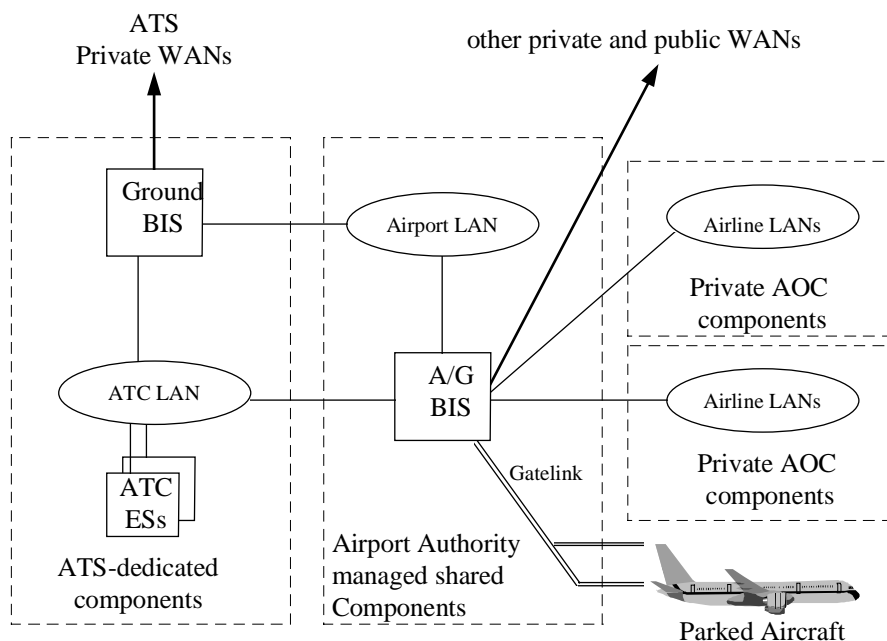 ATS
Private WANs
other private and public WANs
Ground
BIS
Airport LAN
Airline LANs
Private AOC
components
A/G
BIS
ATC LAN
Airline LANs
Private AOC
components
Gatelink
ATC
ESs
ATS-dedicated
components
Airport Authority
managed shared
Components
Parked Aircraft